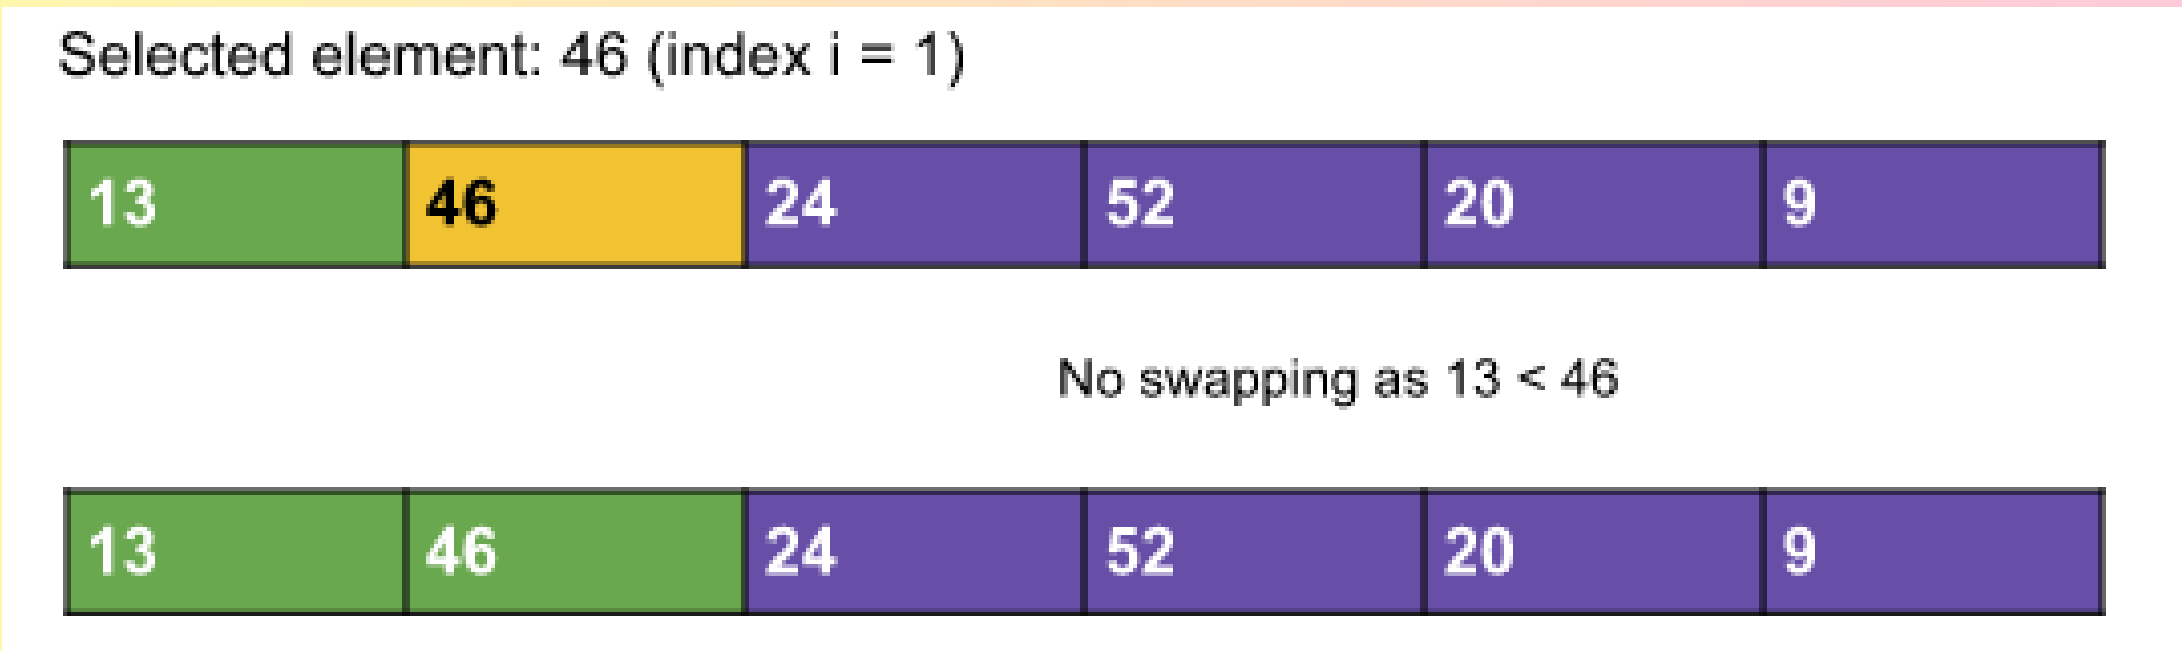 Selected element: 46 (index i = 1)
13 46 24 52 20 9
No swapping as 13 < 46
13 46 24 52 20 9